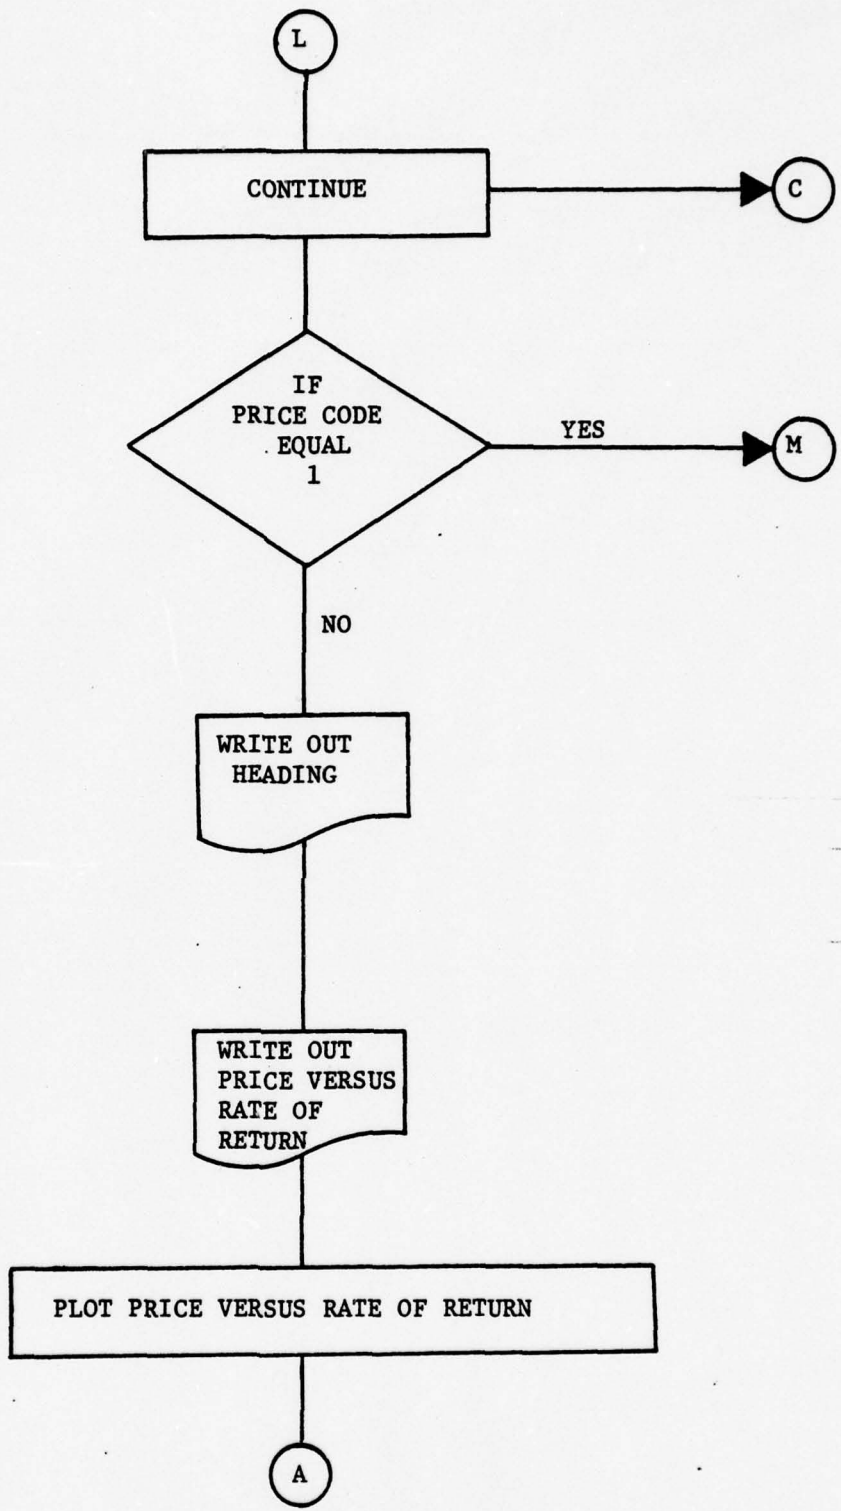 L
CONTINUE
C
IF
PRICE CODE
EQUAL
1
YES
M
NO
WRITE OUT
HEADING
WRITE OUT
PRICE VERSUS
RATE OF
RETURN
PLOT PRICE VERSUS RATE OF RETURN
A